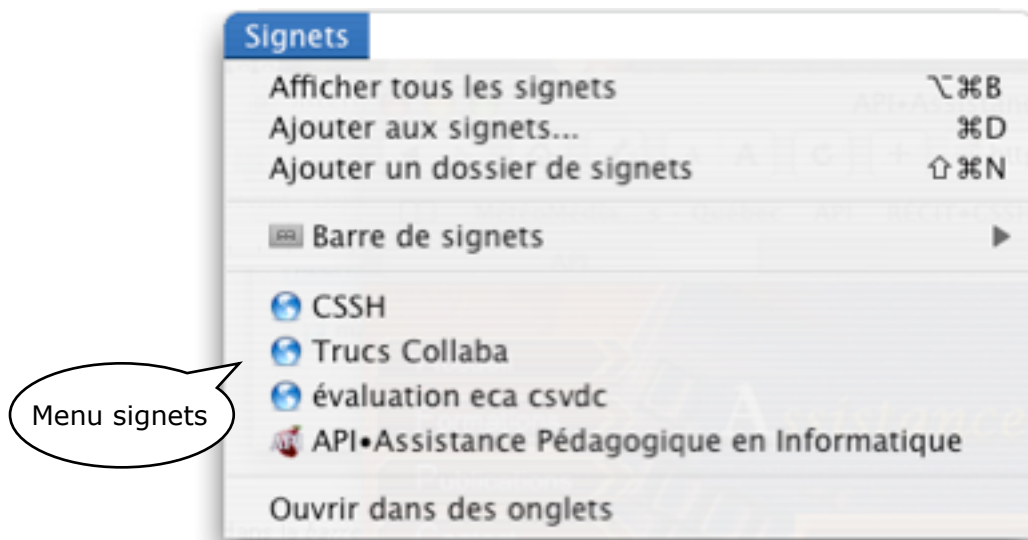 Signets
Afficher tous les signets ⌥⌘B
Ajouter aux signets... ⌘D
Ajouter un dossier de signets ⇧⌘N
Barre de signets ▶
CSSH
Trucs Collaba
évaluation eca csvdc
API•Assistance Pédagogique en Informatique
Ouvrir dans des onglets
Menu signets